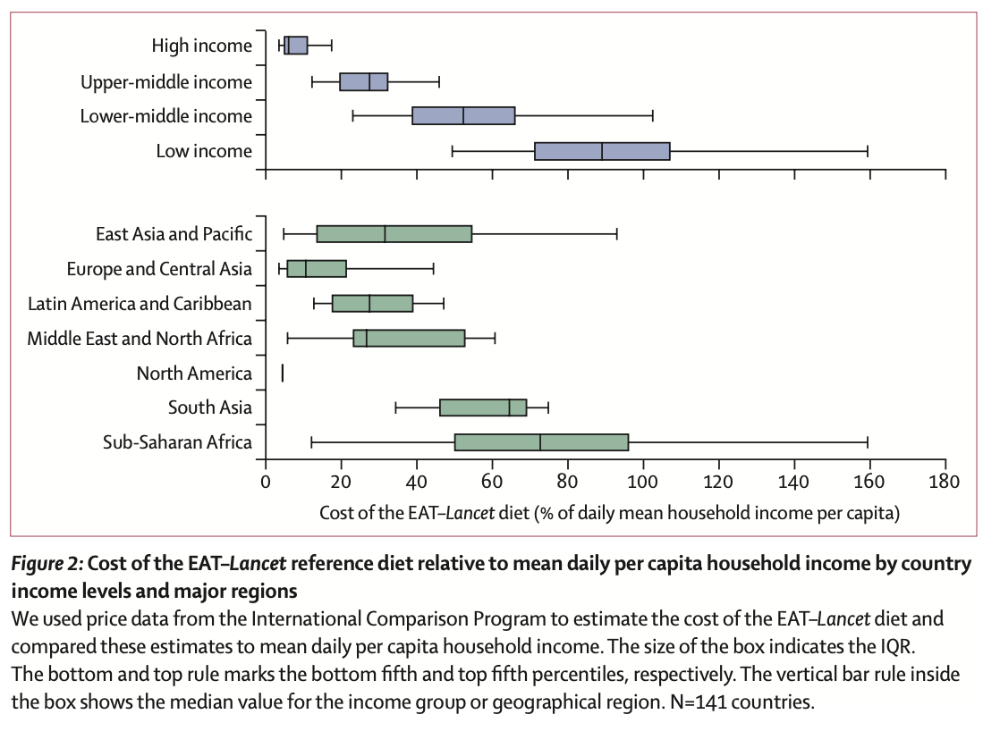 High income
Upper-middle income
Lower-middle income
Low income
East Asia and Pacific
Europe and Central Asia
Latin America and Caribbean
Middle East and North Africa
North America
South Asia
Sub-Saharan Africa
0 20 40 60 80 100 120 140 160 180
Cost of the EAT–Lancet diet (% of daily mean household income per capita)
Figure 2: Cost of the EAT–Lancet reference diet relative to mean daily per capita household income by country
income levels and major regions
We used price data from the International Comparison Program to estimate the cost of the EAT–Lancet diet and
compared these estimates to mean daily per capita household income. The size of the box indicates the IQR.
The bottom and top rule marks the bottom fifth and top fifth percentiles, respectively. The vertical bar rule inside
the box shows the median value for the income group or geographical region. N=141 countries.